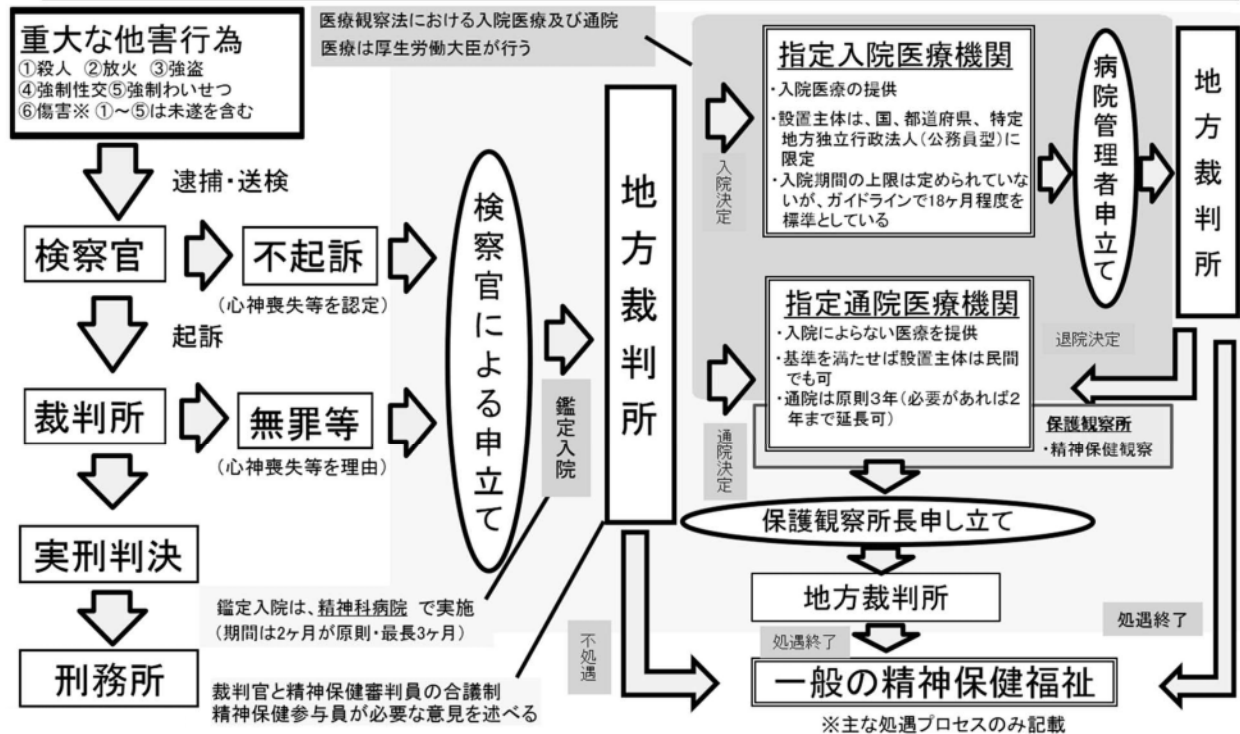 重大な他害行為
①殺人 ②放火 ③強盗
④強制性交⑤強制わいせつ
⑥傷害※ ①～⑤は未遂を含む
逮捕・送検
検察官
不起訴
(心神喪失等を認定)
起訴
裁判所
無罪等
(心神喪失等を理由)
実刑判決
刑務所
検察官による申立て
鑑定入院
鑑定入院は、精神科病院 で実施
(期間は2ヶ月が原則・最長3ヶ月)
地方裁判所
裁判官と精神保健審判員の合議制
精神保健参与員が必要な意見を述べる
医療観察法における入院医療及び通院
医療は厚生労働大臣が行う
入院決定
指定入院医療機関
・入院医療の提供
・設置主体は、国、都道府県、特定
地方独立行政法人(公務員型)に
限定
・入院期間の上限は定められていな
いが、ガイドラインで18ヶ月程度を
標準としている
病院管理者申立て
地方裁判所
退院決定
通院決定
指定通院医療機関
・入院によらない医療を提供
・基準を満たせば設置主体は民間
でも可
・通院は原則3年(必要があれば2
年まで延長可)
保護観察所
・精神保健観察
保護観察所長申し立て
地方裁判所
処遇終了
処遇終了
不処遇
一般の精神保健福祉
※主な処遇プロセスのみ記載